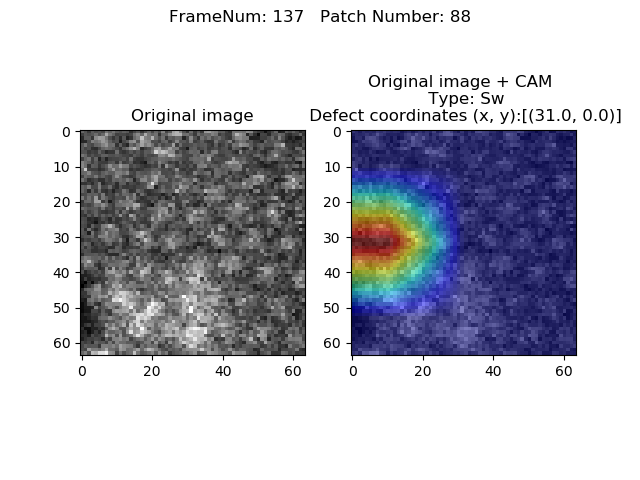 FrameNum: 137   Patch Number: 88
Original image
Original image + CAM
Type: Sw
Defect coordinates (x, y):[(31.0, 0.0)]
0
10
20
30
40
50
60
0 20 40 60
0
10
20
30
40
50
60
0 20 40 60